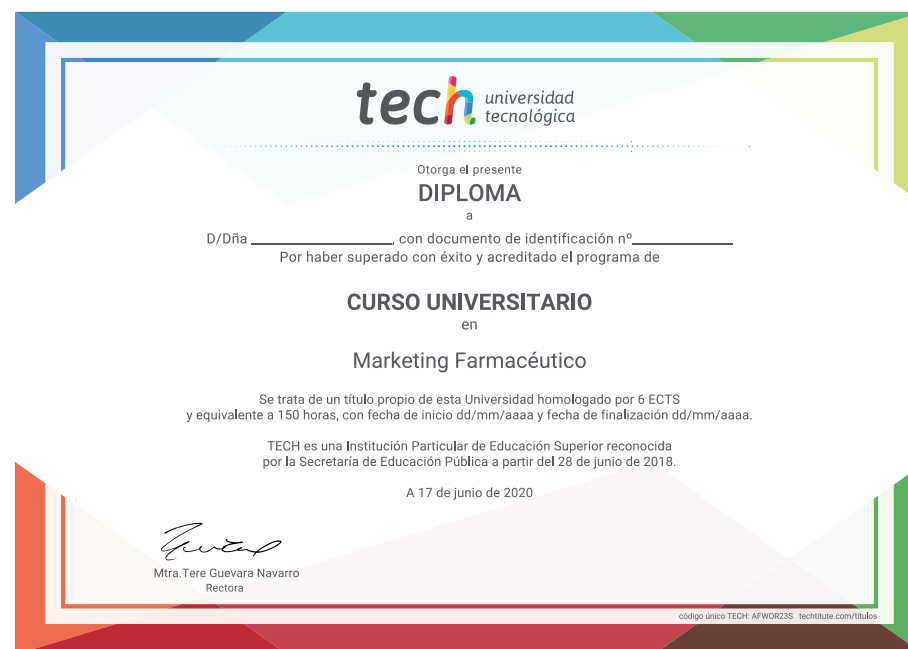 tech universidad
tecnológica
Otorga el presente
DIPLOMA
a
D/Dña ____________________, con documento de identificación nº______________
Por haber superado con éxito y acreditado el programa de
CURSO UNIVERSITARIO
en
Marketing Farmacéutico
Se trata de un título propio de esta Universidad homologado por 6 ECTS
y equivalente a 150 horas, con fecha de inicio dd/mm/aaaa y fecha de finalización dd/mm/aaaa.
TECH es una Institución Particular de Educación Superior reconocida
por la Secretaría de Educación Pública a partir del 28 de junio de 2018.
A 17 de junio de 2020
Mtra.Tere Guevara Navarro
Rectora
código único TECH: AFWOR23S techtitute.com/titulos